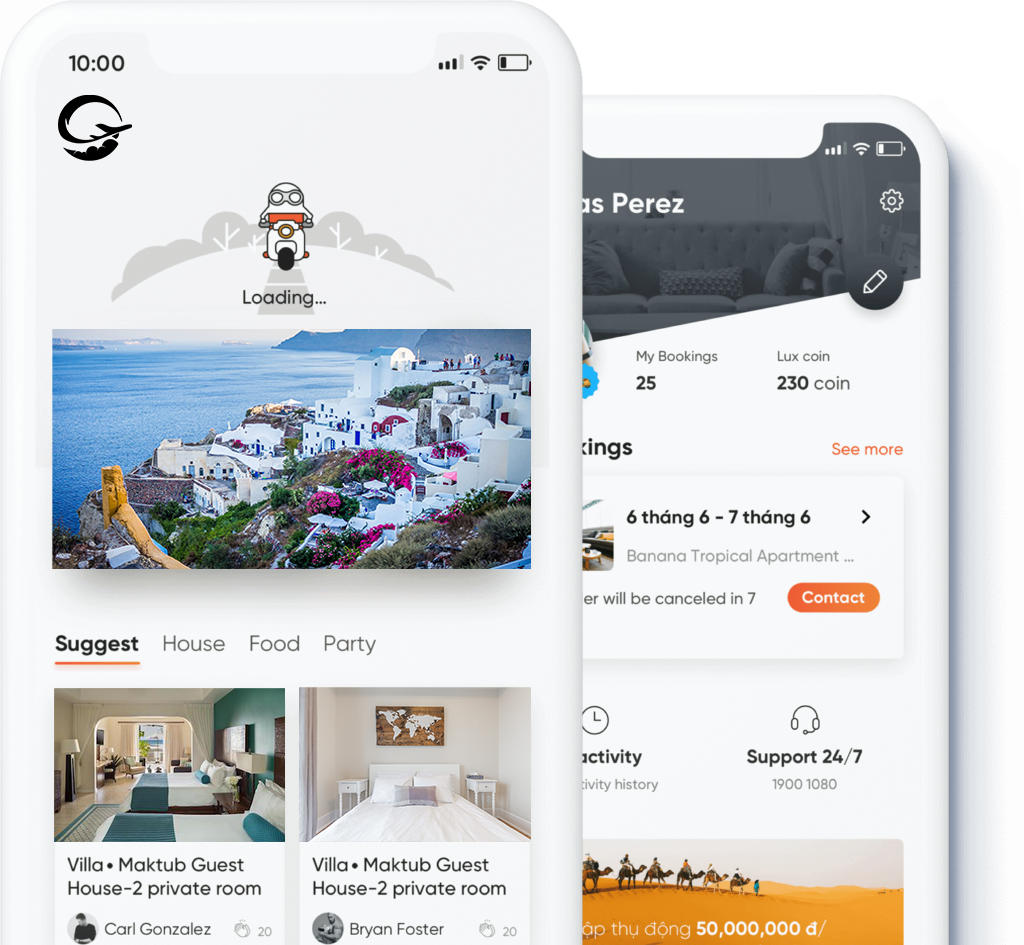 10:00
Loading...
Suggest House Food Party
Villa • Maktub Guest
House-2 private room
Carl Gonzalez 20
Villa • Maktub Guest
House-2 private room
Bryan Foster 20
as Perez
My Bookings
25
Lux coin
230 coin
kings
See more
6 tháng 6 - 7 tháng 6
Banana Tropical Apartment ...
er will be canceled in 7
Contact
activity
tivity history
Support 24/7
1900 1080
ập thụ động 50,000,000 đ/